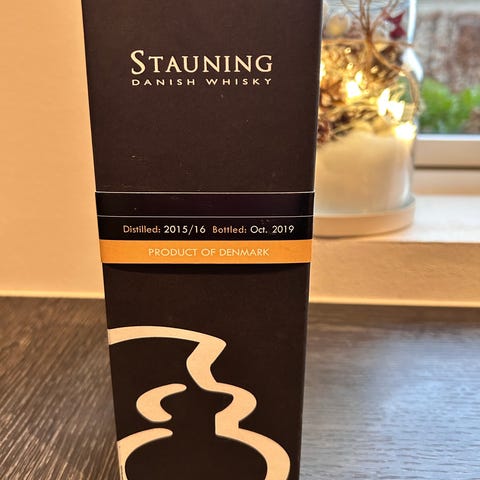 STAUNING
DANISH WHISKY
Distilled: 2015/16 Bottled: Oct. 2019
PRODUCT OF DENMARK